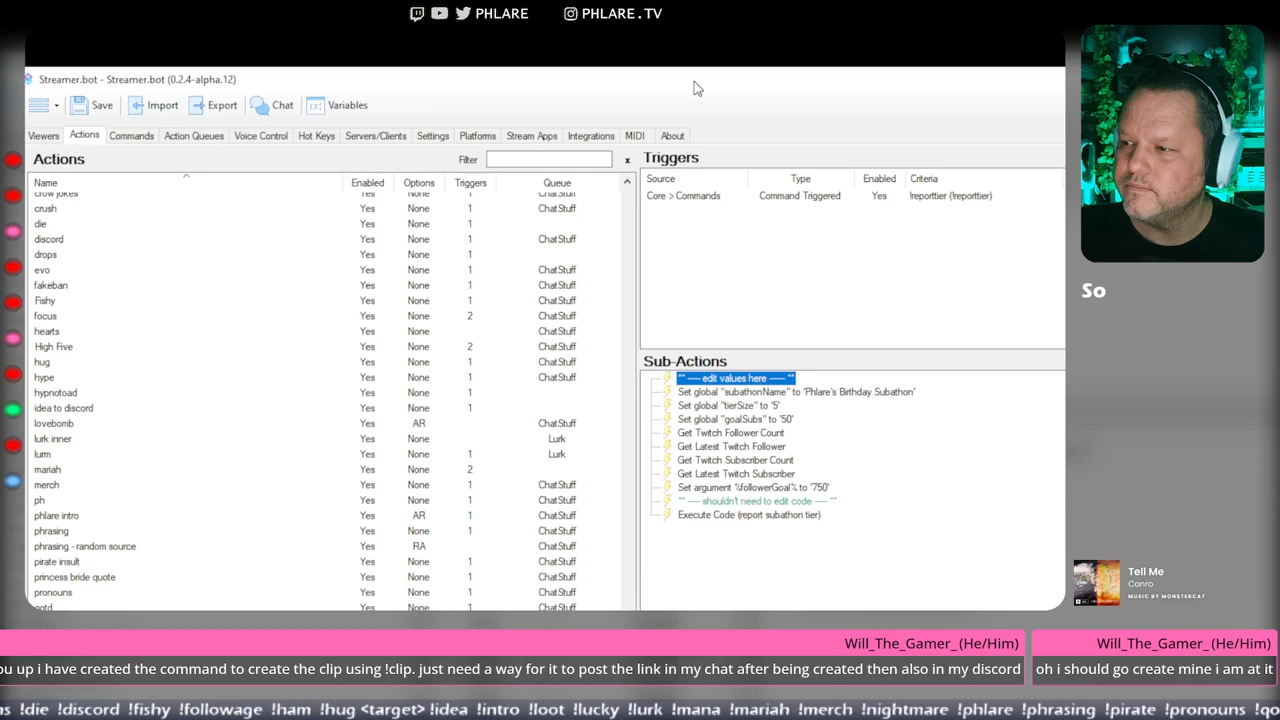 PHLARE PHLARE.TV
Streamer.bot - Streamer.bot (0.2.4-alpha.12)
Save Import Export Chat Variables
Viewers Actions Commands Action Queues Voice Control Hot Keys Servers/Clients Settings Platforms Stream Apps Integrations MIDI About
Actions Filter x
Name Enabled Options Triggers Queue
crow jokes Yes None 1 ChatStuff
crush Yes None 1 ChatStuff
die Yes None 1
discord Yes None 1 ChatStuff
drops Yes None 1
evo Yes None 1 ChatStuff
fakeban Yes None 1 ChatStuff
Fishy Yes None 1 ChatStuff
focus Yes None 2 ChatStuff
hearts Yes None ChatStuff
High Five Yes None 2 ChatStuff
hug Yes None 1 ChatStuff
hype Yes None 1 ChatStuff
hypnotoad Yes None 1
idea to discord Yes None 1
lovebomb Yes AR ChatStuff
lurk inner Yes None Lurk
lurm Yes None 1 Lurk
mariah Yes None 2
merch Yes None 1 ChatStuff
ph Yes None 1 ChatStuff
phlare intro Yes AR 1 ChatStuff
phrasing Yes None 1 ChatStuff
phrasing - random source Yes RA ChatStuff
pirate insult Yes None 1 ChatStuff
princess bride quote Yes None 1 ChatStuff
pronouns Yes None 1 ChatStuff
qotd Yes None 1 ChatStuff
Triggers
Source Type Enabled Criteria
Core > Commands Command Triggered Yes !reporttier (!reporttier)
Sub-Actions
** ---- edit values here ----- **
Set global "subathonName" to 'Phlare's Birthday Subathon'
Set global "tierSize" to '5'
Set global "goalSubs" to '50'
Get Twitch Follower Count
Get Latest Twitch Follower
Get Twitch Subscriber Count
Get Latest Twitch Subscriber
Set argument '%followerGoal% to '750'
** ---- shouldn't need to edit code ---- **
Execute Code (report subathon tier)
So
Tell Me
Conro
MUSIC BY MONSTERCAT
Will_The_Gamer_ (He/Him) Will_The_Gamer_ (He/Him)
ou up i have created the command to create the clip using !clip. just need a way for it to post the link in my chat after being created then also in my discord oh i should go create mine i am at it
ns !die !discord !fishy !followage !ham !hug <target> !idea !intro !loot !lucky !lurk !mana !mariah !merch !nightmare !phlare !phrasing !pirate !pronouns !qo